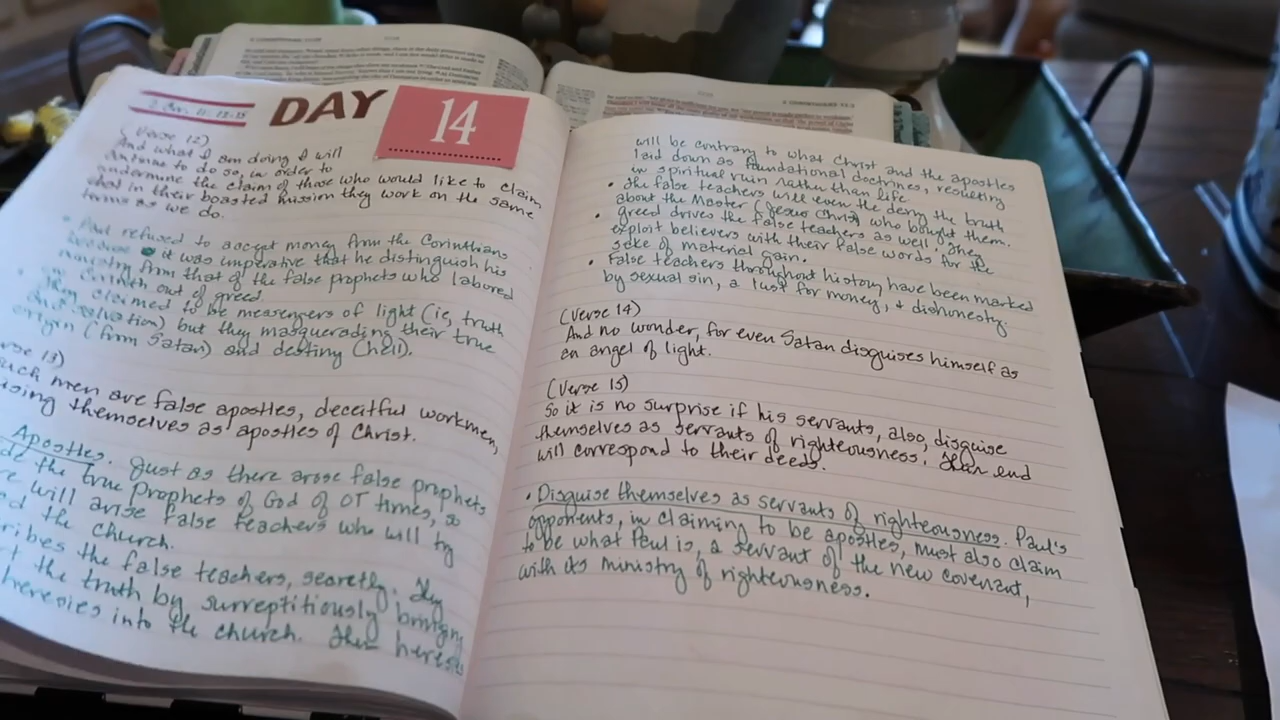 DAY 14
2 Cor. 11:12-15
(Verse 12)
And what I am doing I will
continue to do so, in order to
undermine the claim of those who would like to claim
that in their boasted mission they work on the same
terms as we do.
Paul refused to accept money from the Corinthians
because it was imperative that he distinguish his
ministry from that of the false prophets who labored
in Corinth out of greed.
They claimed to be messengers of light (ie, truth
and salvation) but they masquerading their true
origin (from Satan) and destiny (hell).
rse 13)
uch men are false apostles, deceitful workmen,
using themselves as apostles of Christ.
Apostles. Just as there arose false prophets
de the true Prophets of God of OT times, so
re will arise false teachers who will try
d the church.
ribes the false teachers, secretly. They
t the truth by surreptitiously bringing
heresies into the church. Their heresies
will be contrary to what Christ and the apostles
laid down as foundational doctrines, resulting
in spiritual ruin rather than life
• The false teachers will even the deny the truth
about the Master (Jesus Christ) who bought them.
• Greed drives the false teachers as well. They
exploit believers with their false words for the
sake of material gain.
• False teachers throughout history have been marked
by sexual sin, a lust for money, & dishonesty.
(Verse 14)
And no wonder, for even Satan disguises himself as
an angel of light.
(Verse 15)
So it is no surprise if his servants, also, disguise
themselves as servants of righteousness. Their end
will correspond to their deeds.
• Disguise themselves as servants of righteousness. Paul's
opponents, in claiming to be apostles, must also claim
to be what Paul is, a servant of the new covenant,
with its ministry of righteousness.